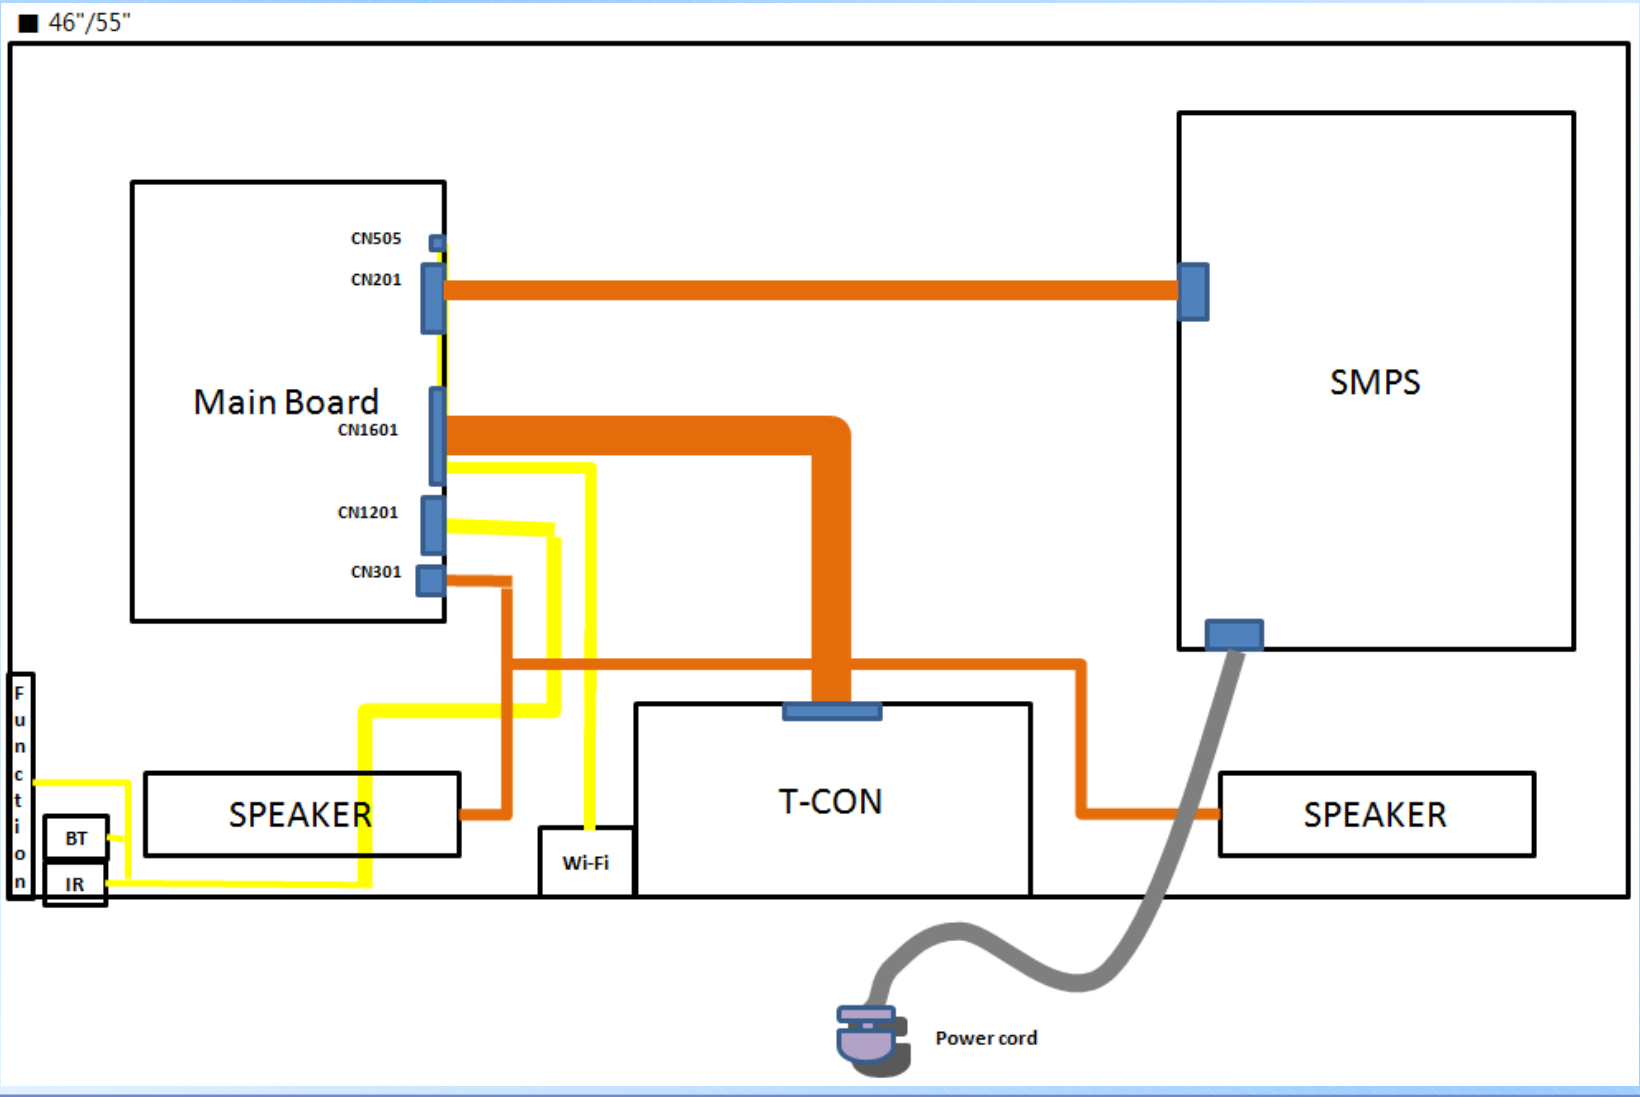 ■ 46"/55"
CN505
CN201
Main Board
CN1601
CN1201
CN301
SMPS
Function
SPEAKER
BT
IR
Wi-Fi
T-CON
SPEAKER
Power cord